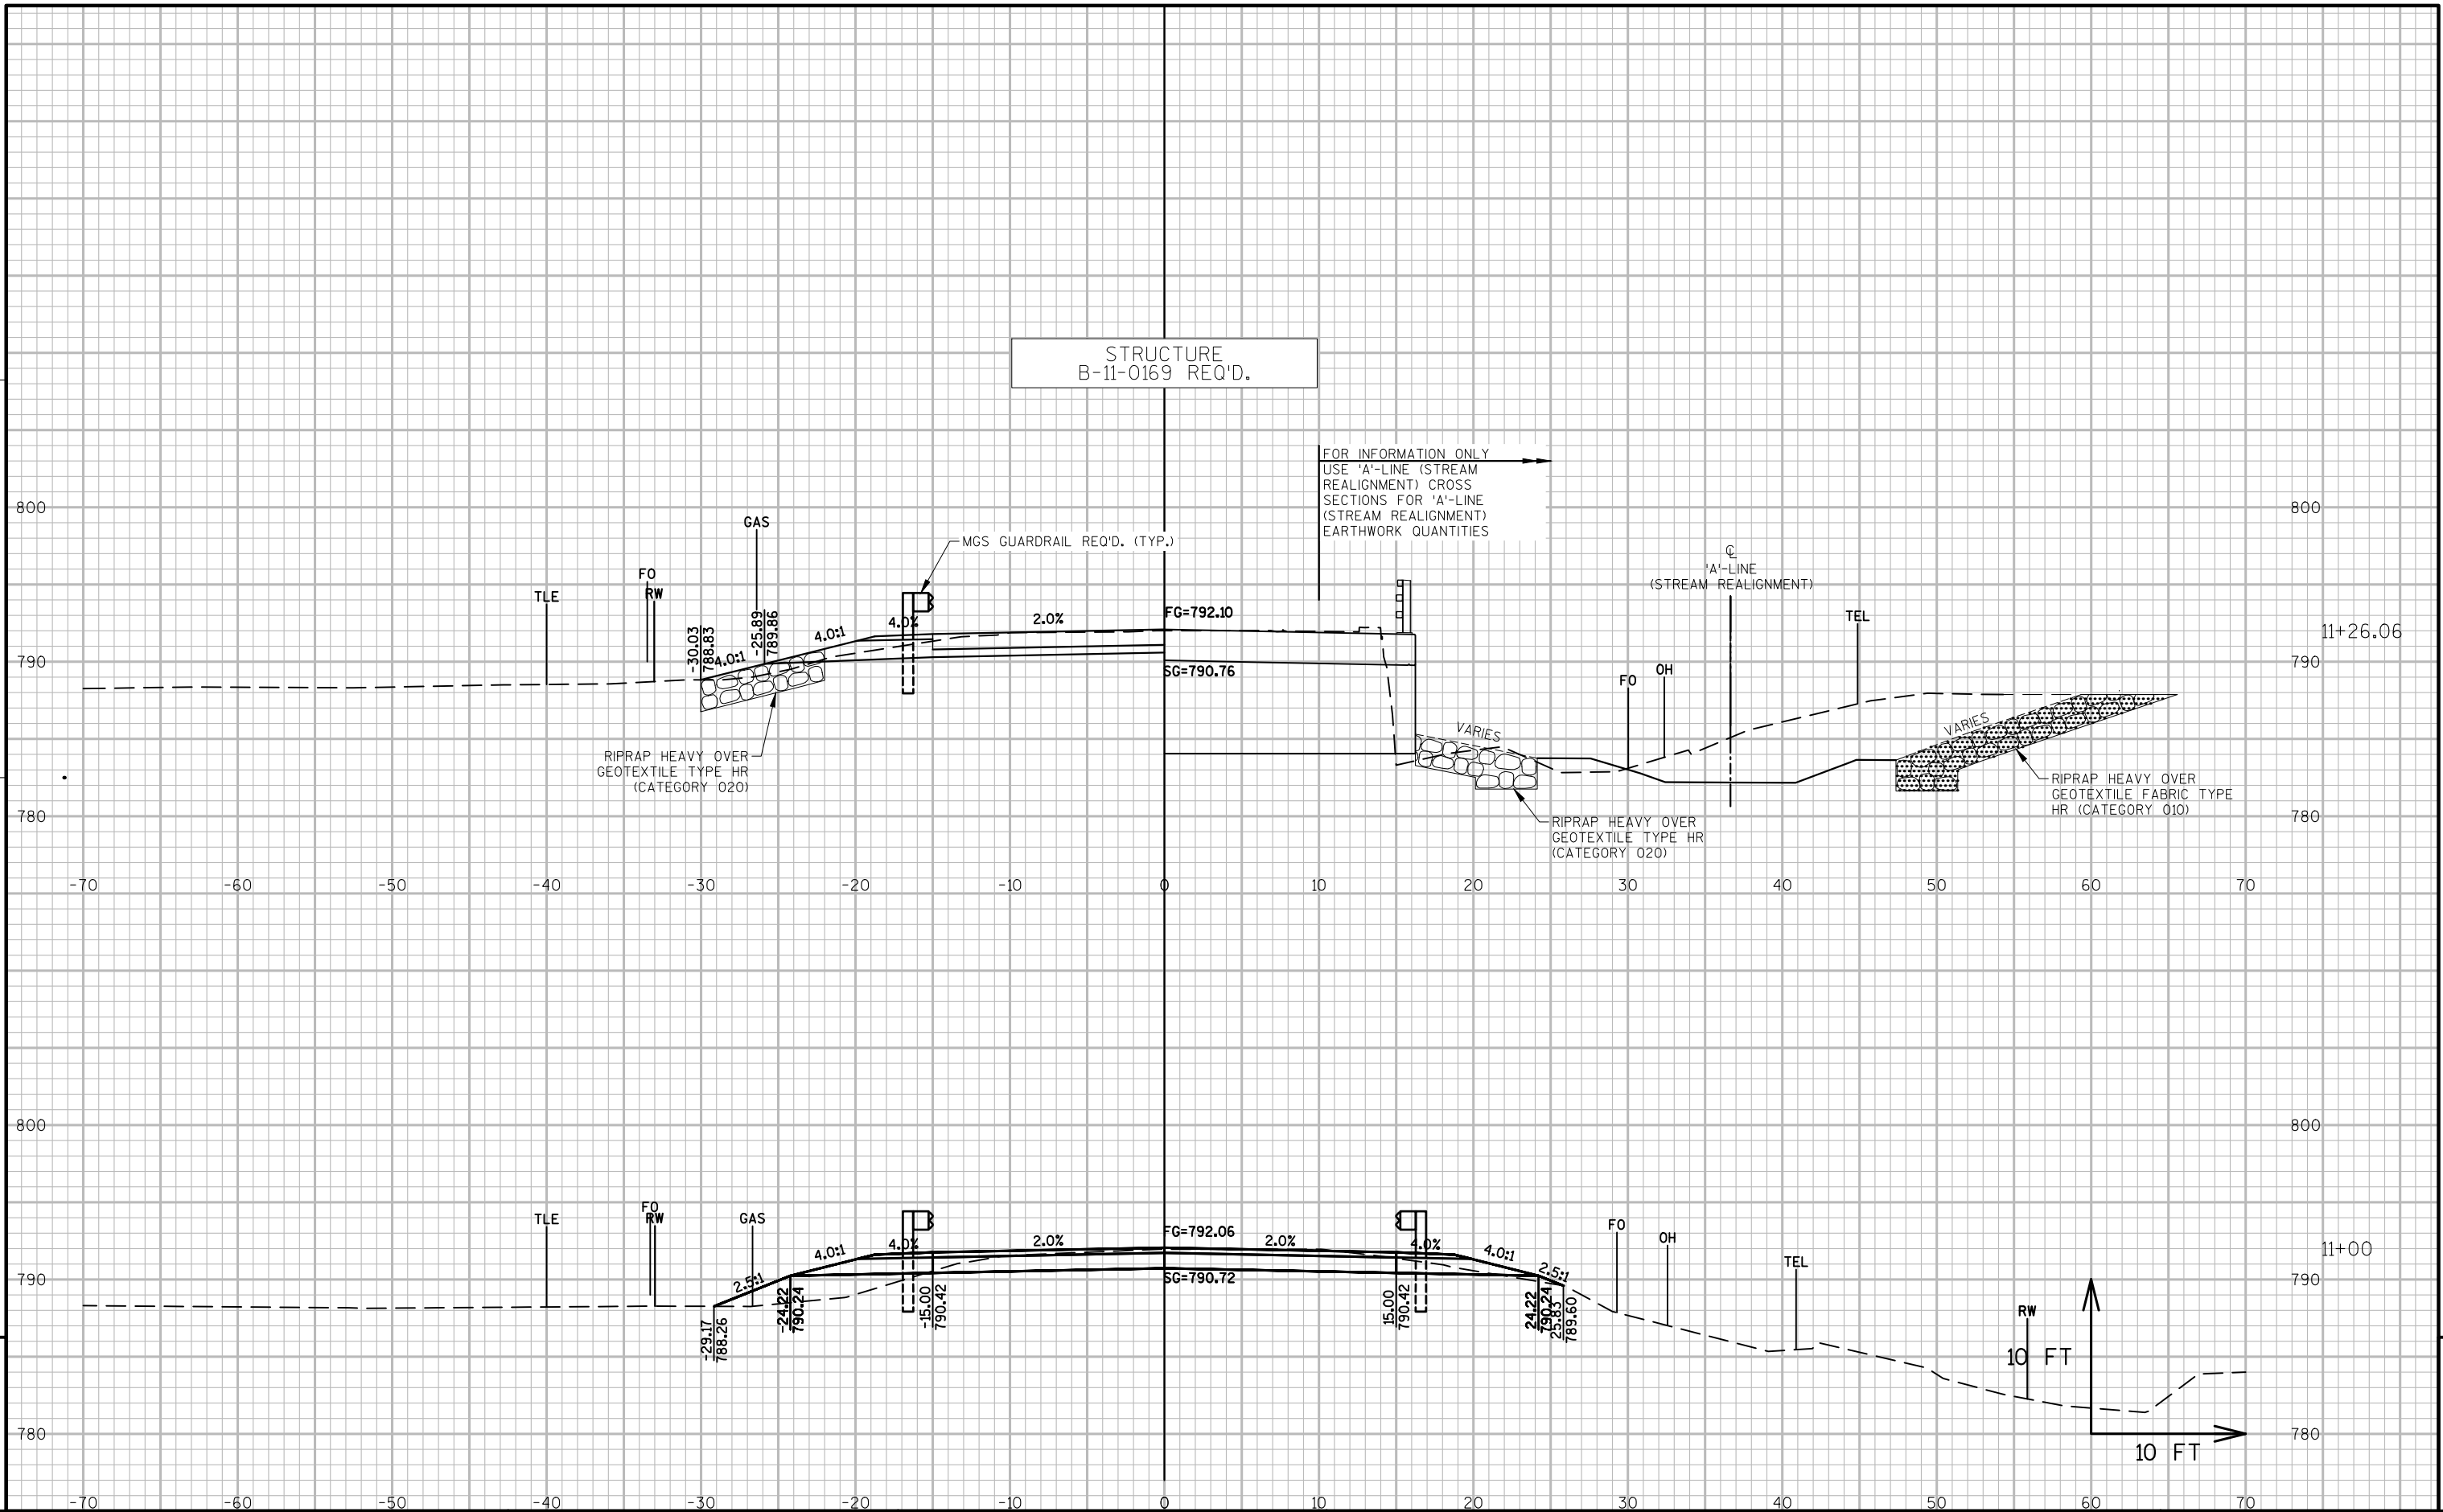 STRUCTURE
B-11-0169 REQ'D.
FOR INFORMATION ONLY
USE 'A'-LINE (STREAM
REALIGNMENT) CROSS
SECTIONS FOR 'A'-LINE
(STREAM REALIGNMENT)
EARTHWORK QUANTITIES
800
800
GAS
MGS GUARDRAIL REQ'D. (TYP.)
℄
'A'-LINE
(STREAM REALIGNMENT)
FO
RW
TLE
TEL
-30.03
788.83
-25.89
789.86
4.0:1
4.0:1
4.0%
2.0%
FG=792.10
11+26.06
790
790
SG=790.76
FO
OH
VARIES
VARIES
RIPRAP HEAVY OVER
GEOTEXTILE TYPE HR
(CATEGORY 020)
RIPRAP HEAVY OVER
GEOTEXTILE FABRIC TYPE
HR (CATEGORY 010)
780
780
RIPRAP HEAVY OVER
GEOTEXTILE TYPE HR
(CATEGORY 020)
-70 -60 -50 -40 -30 -20 -10 0 10 20 30 40 50 60 70
800
800
TLE
FO
RW
GAS
2.5:1
4.0:1
4.0%
2.0%
FG=792.06
2.0%
4.0%
4.0:1
2.5:1
FO
OH
TEL
11+00
790
790
SG=790.72
-29.17
788.26
-24.22
790.24
-15.00
790.42
15.00
790.42
24.22
790.24
25.83
789.60
RW
10 FT
780
780
10 FT
-70 -60 -50 -40 -30 -20 -10 0 10 20 30 40 50 60 70